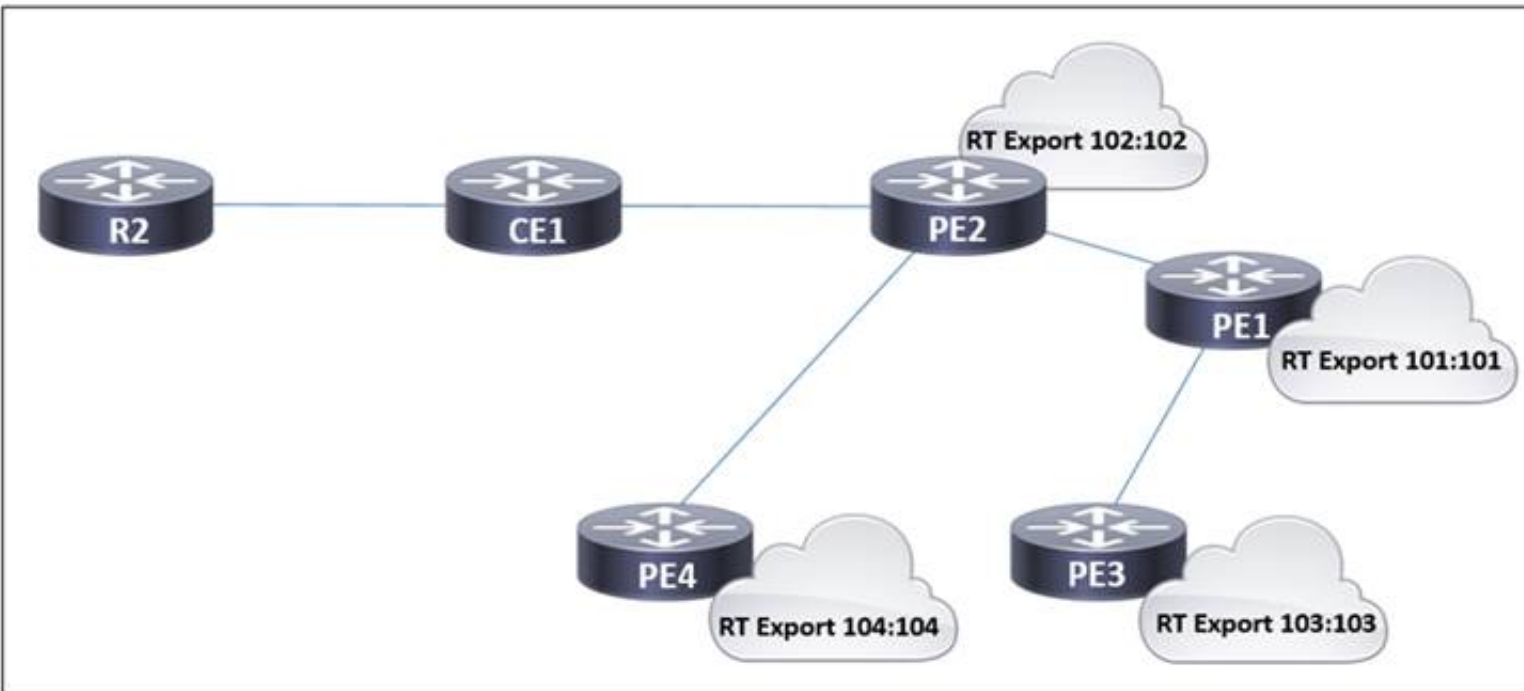 RT Export 102:102
R2
CE1
PE2
PE1
RT Export 101:101
PE4
RT Export 104:104
PE3
RT Export 103:103